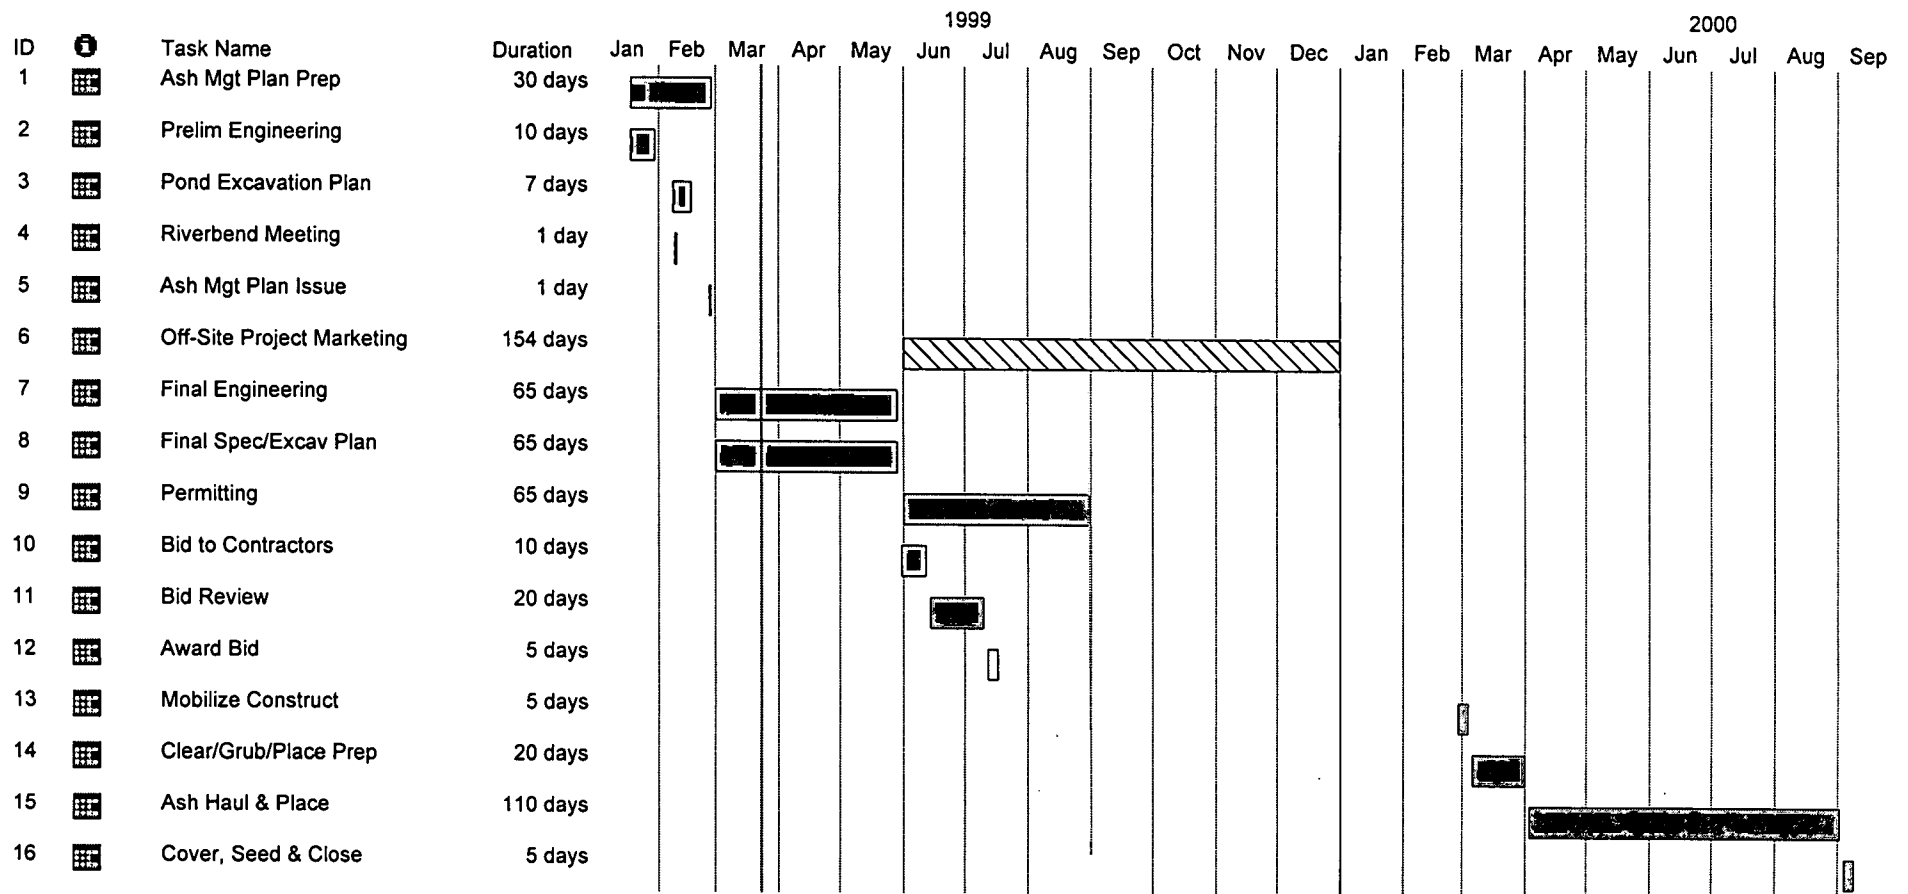 1999
2000
ID Task Name Duration Jan Feb Mar Apr May Jun Jul Aug Sep Oct Nov Dec Jan Feb Mar Apr May Jun Jul Aug Sep
1 Ash Mgt Plan Prep 30 days
2 Prelim Engineering 10 days
3 Pond Excavation Plan 7 days
4 Riverbend Meeting 1 day
5 Ash Mgt Plan Issue 1 day
6 Off-Site Project Marketing 154 days
7 Final Engineering 65 days
8 Final Spec/Excav Plan 65 days
9 Permitting 65 days
10 Bid to Contractors 10 days
11 Bid Review 20 days
12 Award Bid 5 days
13 Mobilize Construct 5 days
14 Clear/Grub/Place Prep 20 days
15 Ash Haul & Place 110 days
16 Cover, Seed & Close 5 days